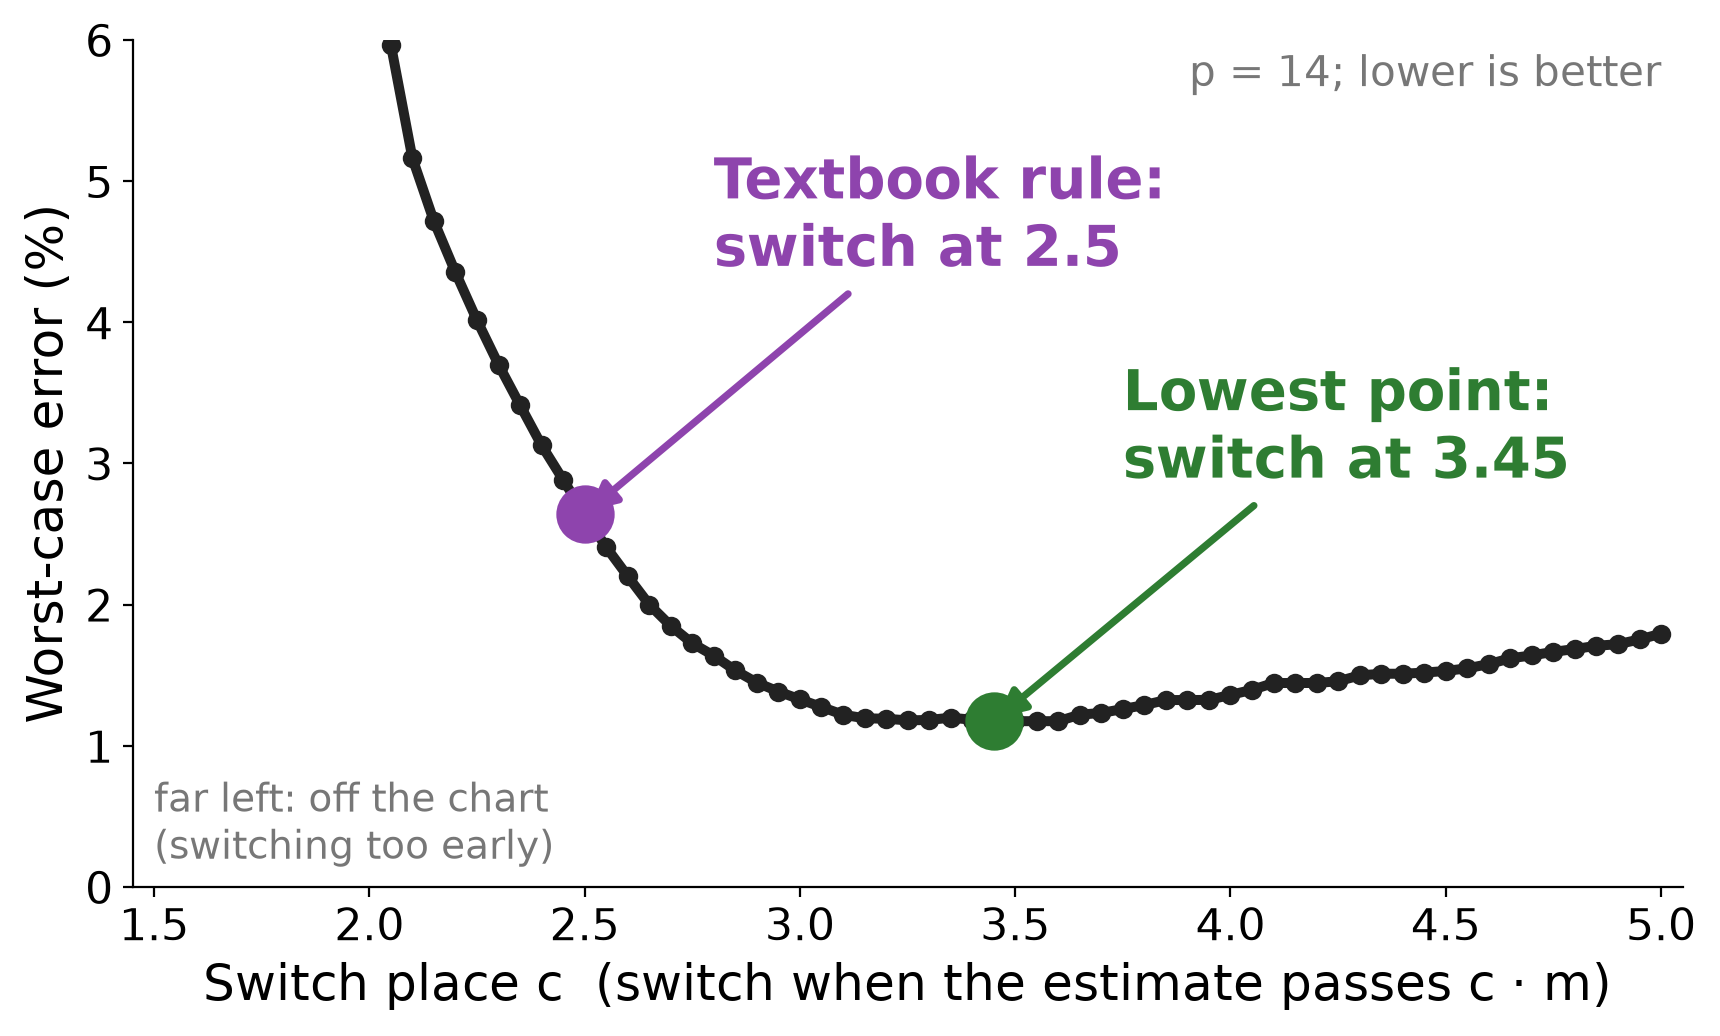 p = 14; lower is better
Textbook rule:
switch at 2.5
Lowest point:
switch at 3.45
far left: off the chart
(switching too early)
Worst-case error (%)
6
5
4
3
2
1
0
1.5 2.0 2.5 3.0 3.5 4.0 4.5 5.0
Switch place c  (switch when the estimate passes c · m)